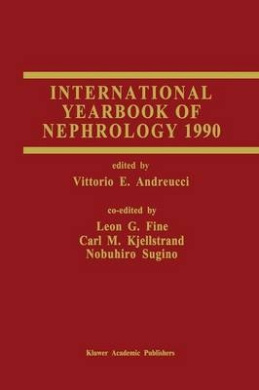 INTERNATIONAL
YEARBOOK OF
NEPHROLOGY 1990
edited by
Vittorio E. Andreucci
co-edited by
Leon G. Fine
Carl M. Kjellstrand
Nobuhiro Sugino
Kluwer Academic Publishers